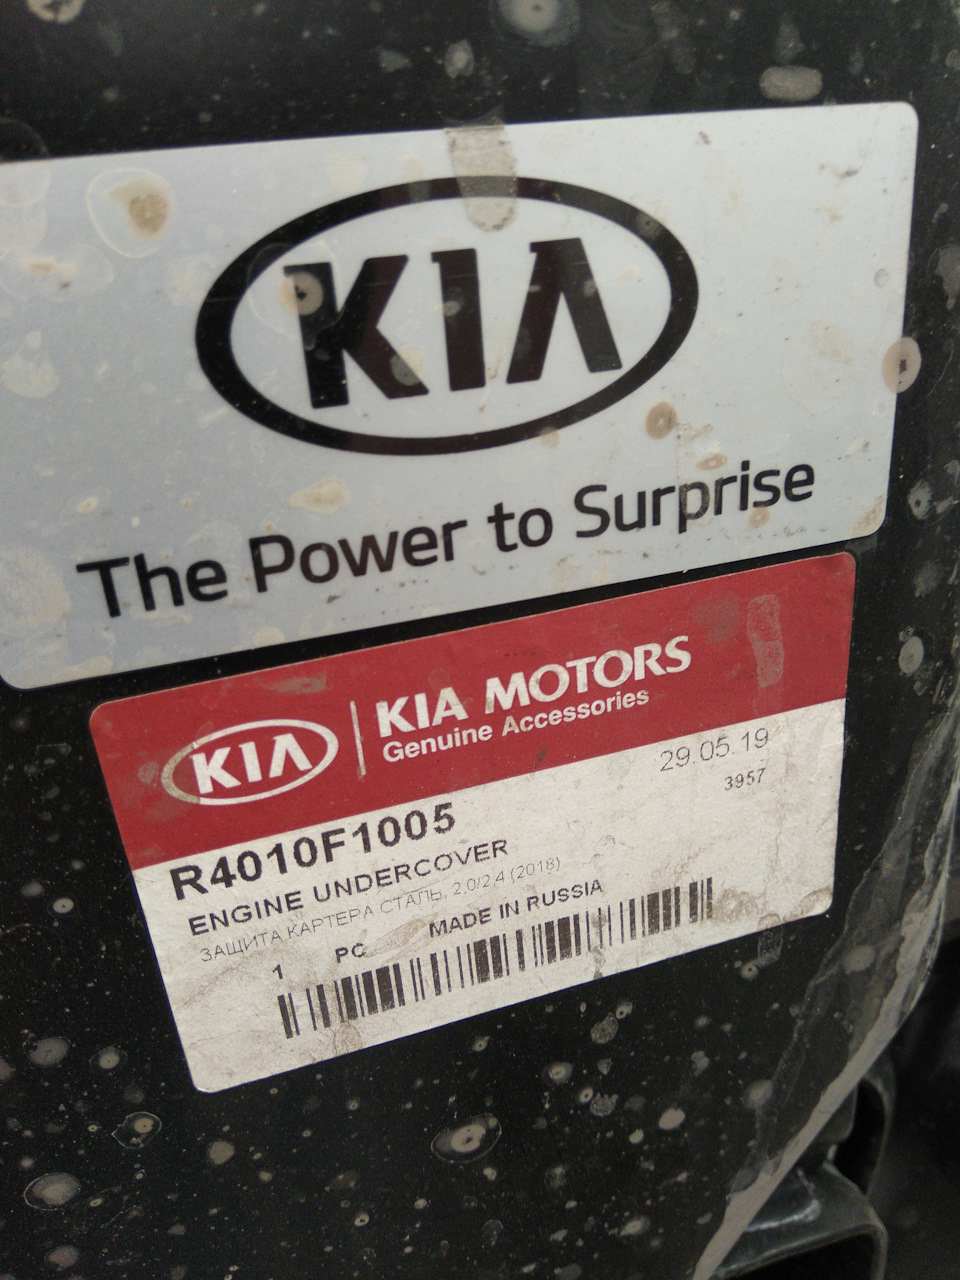 KIA
The Power to Surprise
KIA
KIA MOTORS
Genuine Accessories
29.05.19
3957
R4010F1005
ENGINE UNDERCOVER
ЗАЩИТА КАРТЕРА СТАЛЬ, 2,0/2,4 (2018)
1 PC MADE IN RUSSIA